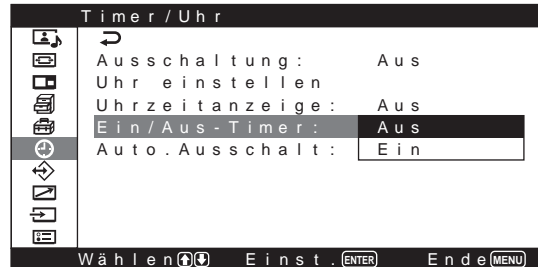 Timer/Uhr
Ausschaltung: Aus
Uhr einstellen
Uhrzeitanzeige: Aus
Ein/Aus-Timer: Aus
Auto.Ausschalt: Ein
Wählen Einst. ENTER Ende MENU